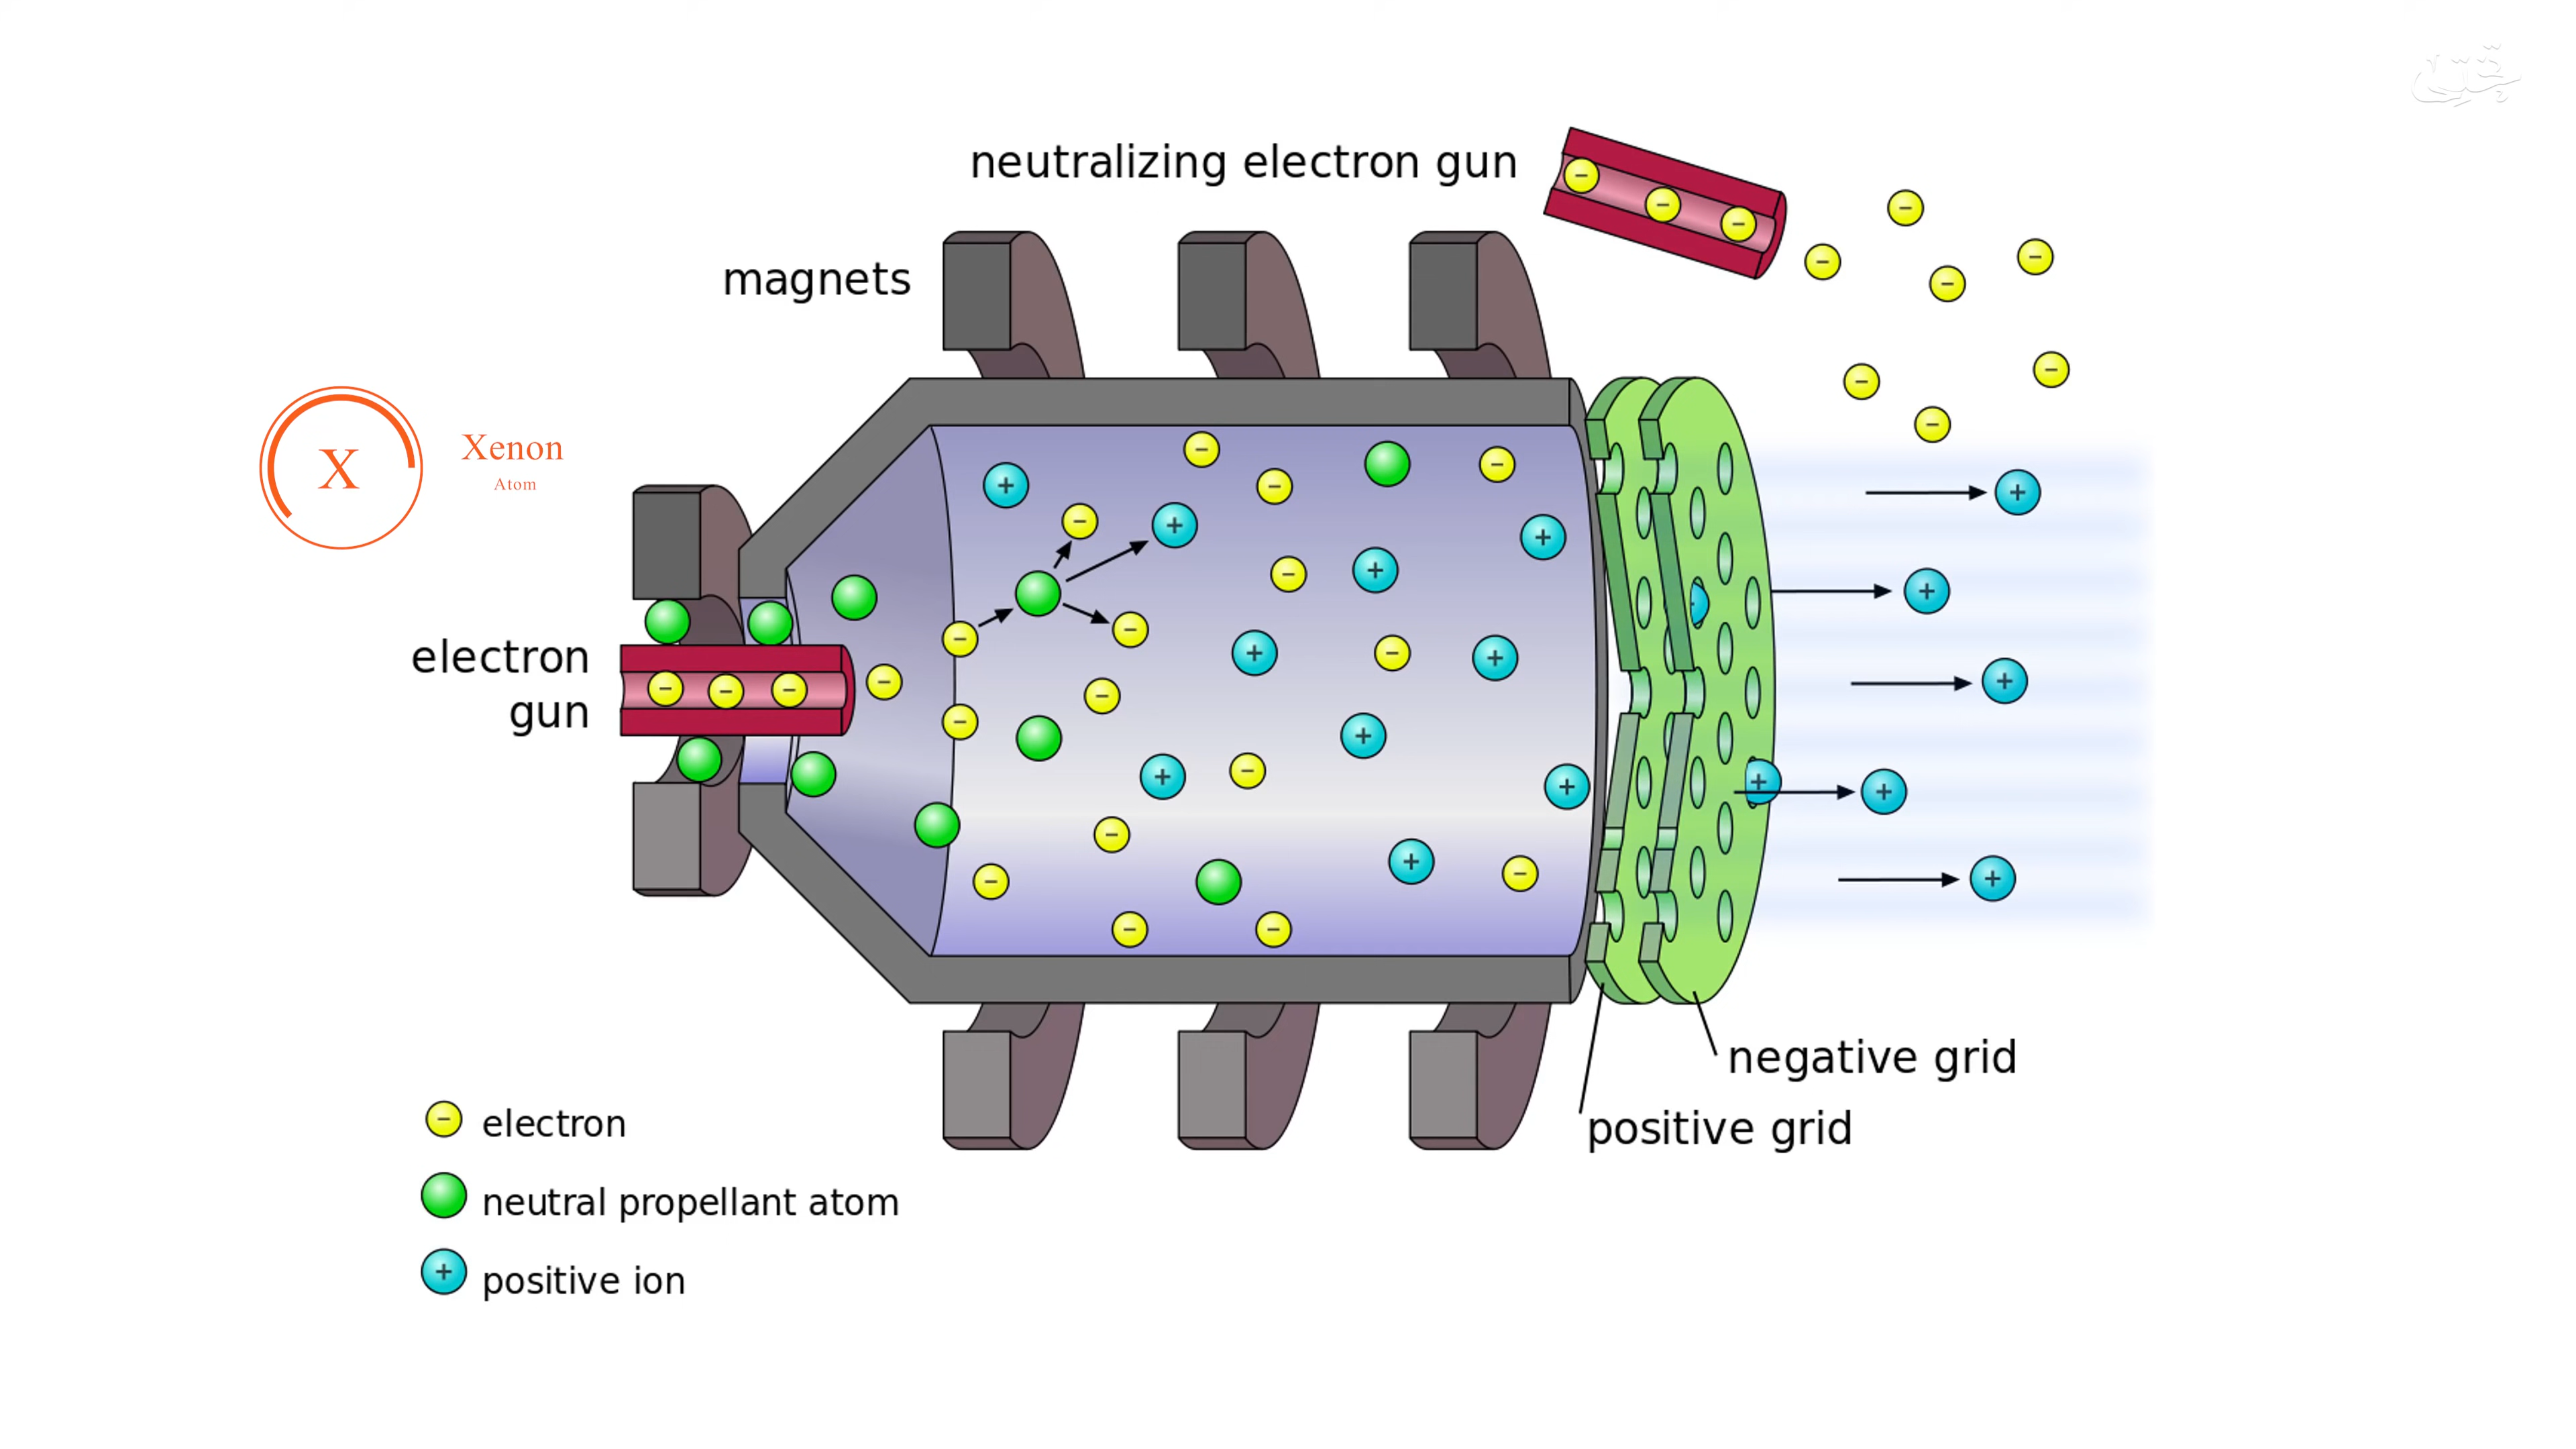 neutralizing electron gun
magnets
X
Xenon
Atom
electron
gun
negative grid
positive grid
electron
neutral propellant atom
positive ion